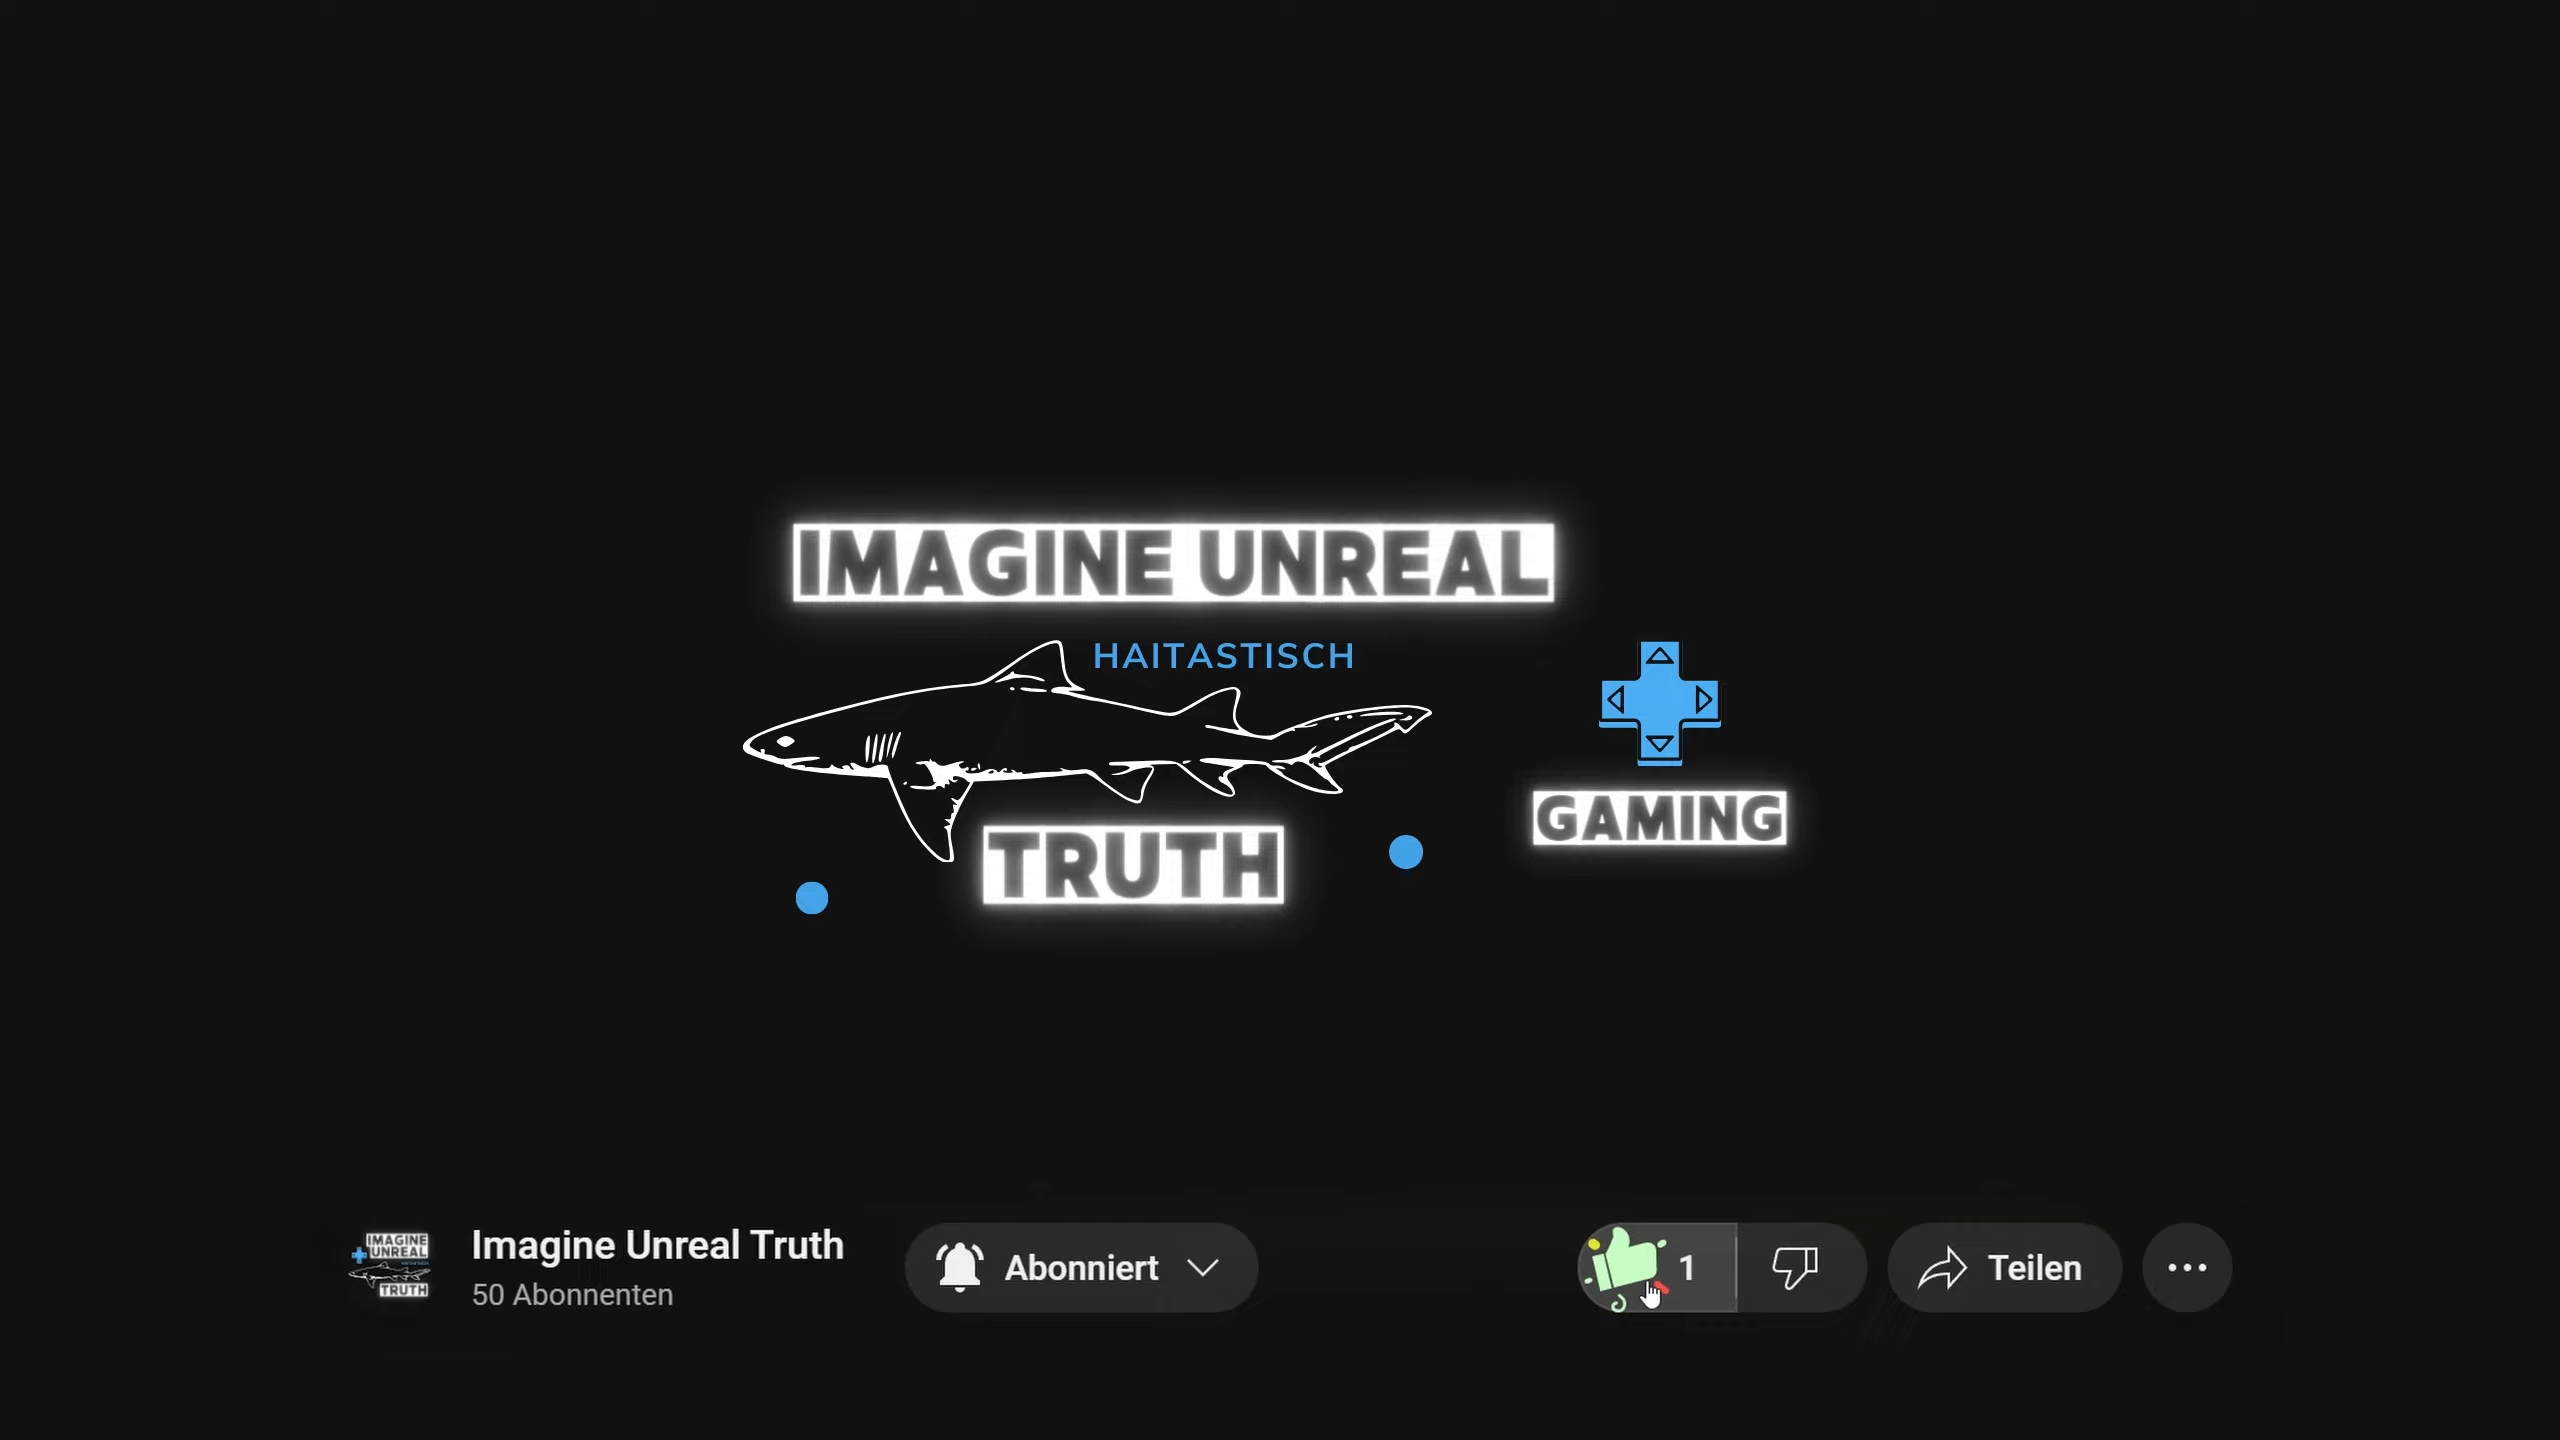 IMAGINE UNREAL
HAITASTISCH
TRUTH
GAMING
IMAGINE
UNREAL
TRUTH
Imagine Unreal Truth
50 Abonnenten
Abonniert
1
Teilen